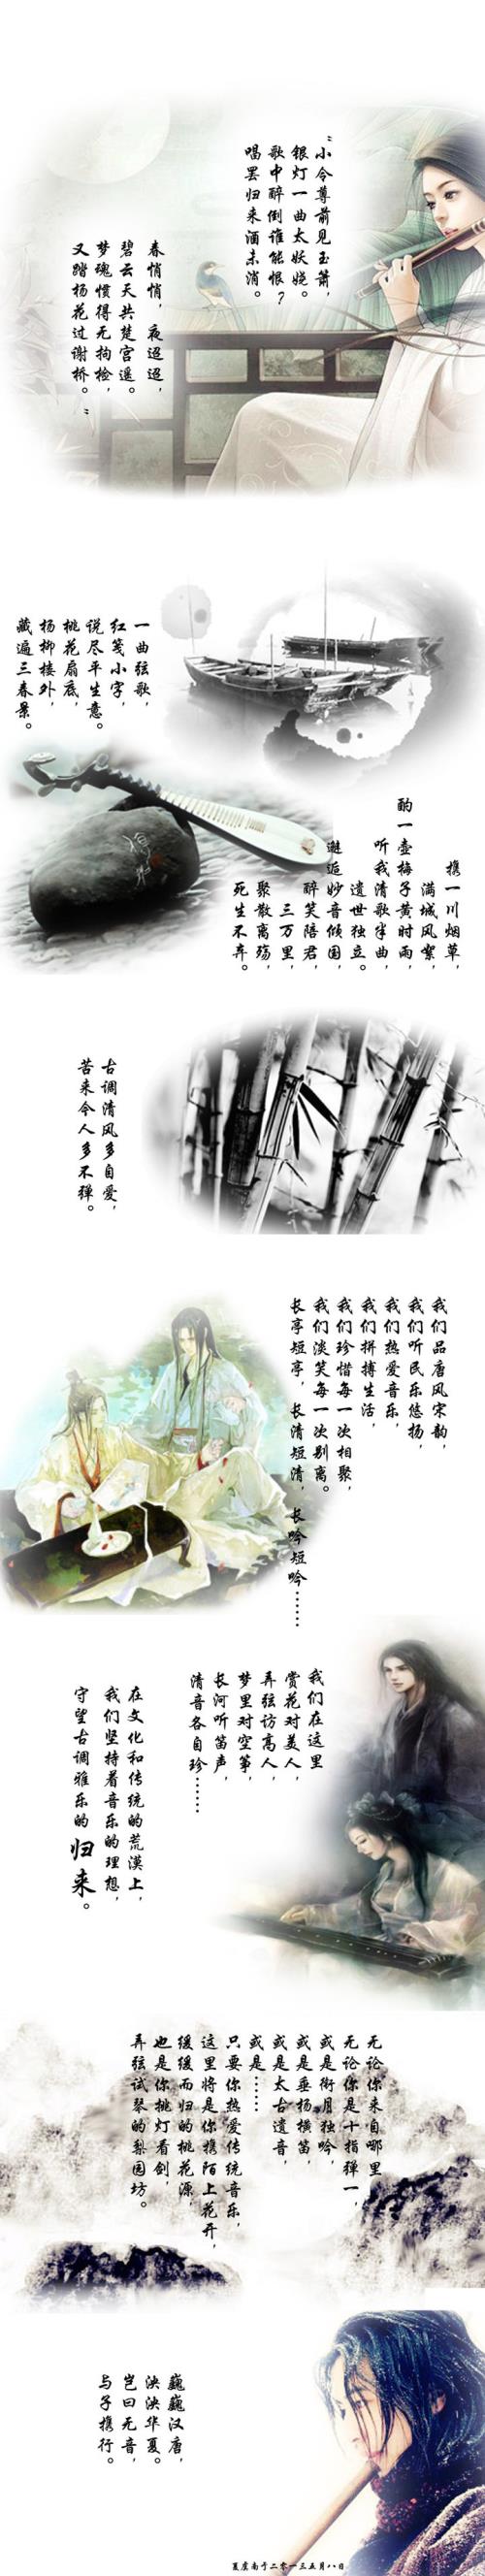 “小令尊前见玉箫，
银灯一曲太妖娆。
歌中醉倒谁能恨？
唱罢归来酒未消。
春悄悄，夜迢迢，
碧云天共楚宫遥。
梦魂惯得无拘检，
又踏杨花过谢桥。”
一曲弦歌，
红笺小字，
说尽平生意。
桃花扇底，
杨柳楼外，
藏遍三春景。
携一川烟草，
满城风絮，
酌一壶梅子黄时雨，
听我清歌半曲，
遗世独立。
邂逅妙音倾国，
醉笑陪君，
三万里，
聚散离殇，
死生不弃。
古调清风多自爱，
苦来令人多不弹。
我们品唐风宋韵，
我们听民乐悠扬，
我们热爱音乐，
我们拼搏生活，
我们珍惜每一次相聚，
我们淡笑每一次别离。
长亭短亭，长清短清，长吟短吟……
我们在这里
赏花对美人，
弄弦访高人，
梦里对空筝，
长河听笛声，
清音各自珍……
在文化和传统的荒漠上，
我们坚持着音乐的理想，
守望古调雅乐的归来。
无论你来自哪里
无论你是十指弹一，
或是衔月独吟，
或是垂杨横笛，
或是太古遗音，
或是……
只要你热爱传统音乐，
这里将是你携陌上花开，
缓缓而归的桃花源，
也是你挑灯看剑，
弄弦试琴的梨园坊。
巍巍汉唐，
泱泱华夏。
岂曰无音，
与子携行。
夏虞南于二零一三五月八日